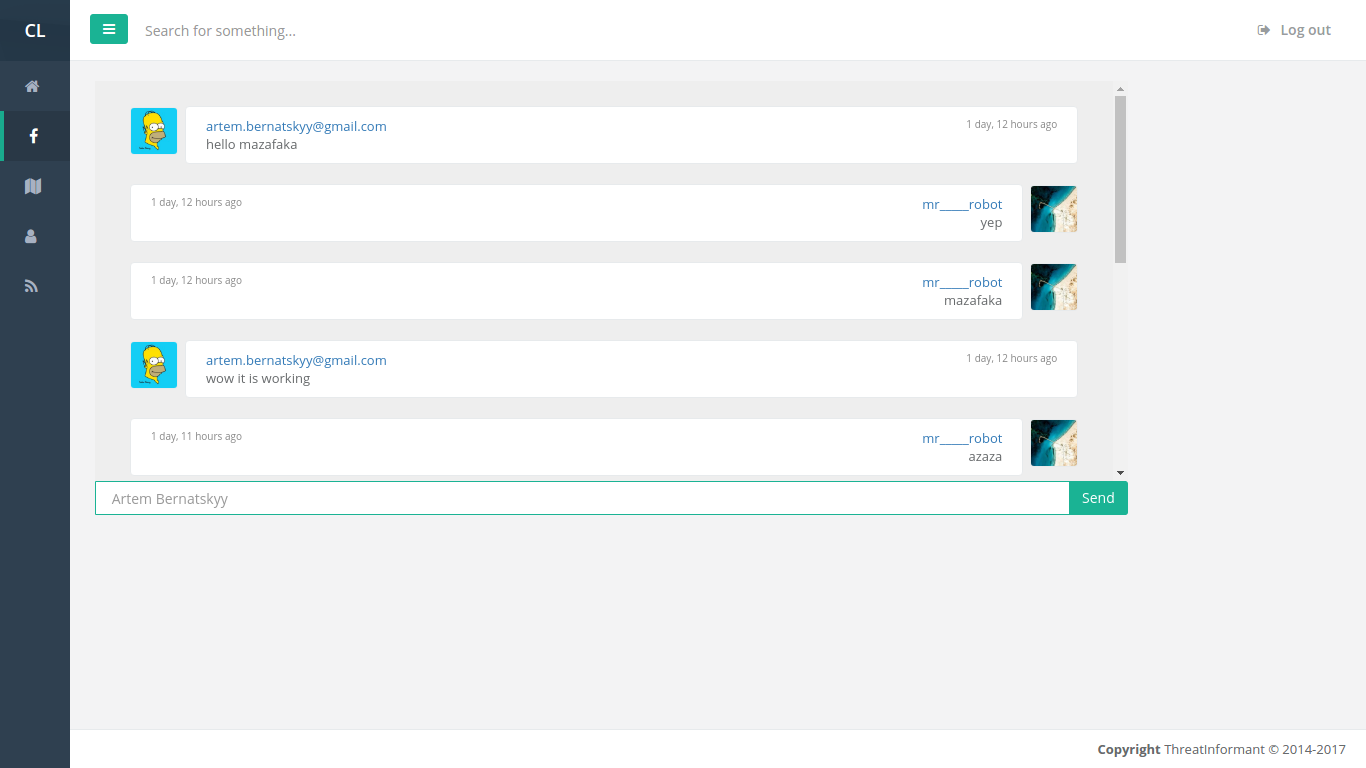 CL
Search for something...
Log out
artem.bernatskyy@gmail.com
1 day, 12 hours ago
hello mazafaka
1 day, 12 hours ago
mr_____robot
yep
1 day, 12 hours ago
mr_____robot
mazafaka
artem.bernatskyy@gmail.com
1 day, 12 hours ago
wow it is working
1 day, 11 hours ago
mr_____robot
azaza
Artem Bernatskyy
Send
Copyright ThreatInformant © 2014-2017